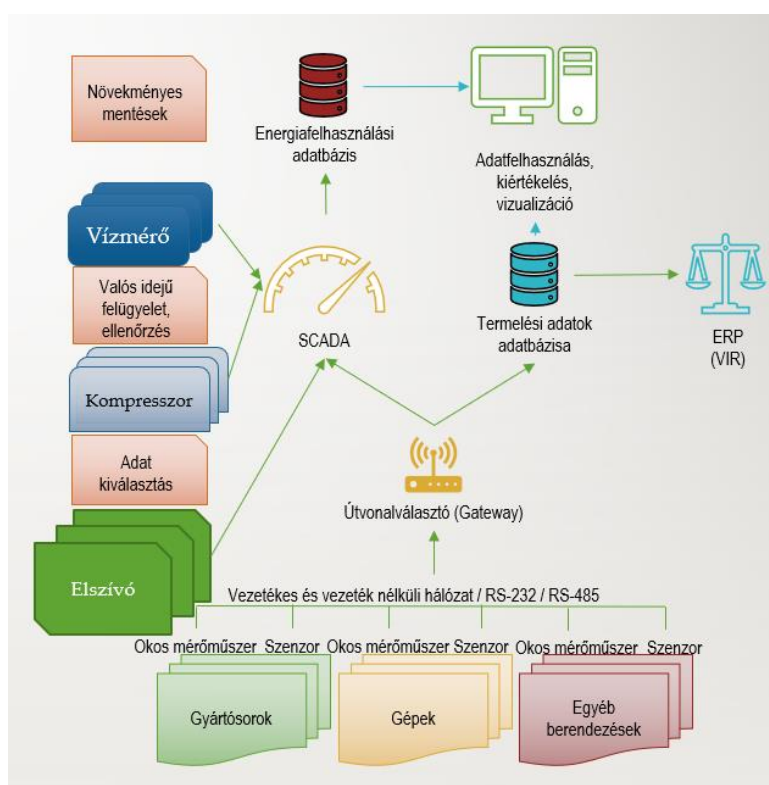 Növekményes
mentések
Energiafelhasználási
adatbázis
Adatfelhasználás,
kiértékelés,
vizualizáció
Vízmérő
Valós idejű
felügyelet,
ellenőrzés
SCADA
Termelési adatok
adatbázisa
ERP
(VIR)
Kompresszor
Adat
kiválasztás
Útvonalválasztó (Gateway)
Elszívó
Vezetékes és vezeték nélküli hálózat / RS-232 / RS-485
Okos mérőműszer Szenzor Okos mérőműszer Szenzor Okos mérőműszer Szenzor
Gyártósorok
Gépek
Egyéb
berendezések